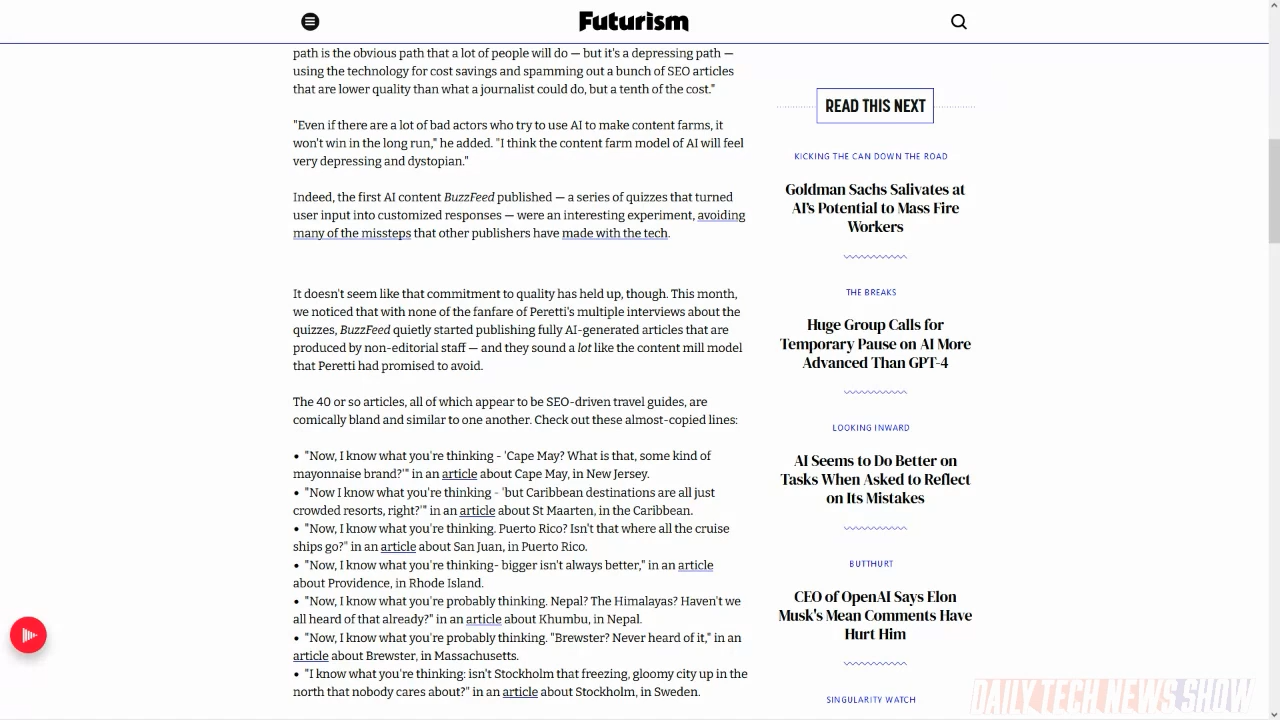 Futurism
path is the obvious path that a lot of people will do — but it's a depressing path —
using the technology for cost savings and spamming out a bunch of SEO articles
that are lower quality than what a journalist could do, but a tenth of the cost."
"Even if there are a lot of bad actors who try to use AI to make content farms, it
won't win in the long run," he added. "I think the content farm model of AI will feel
very depressing and dystopian."
Indeed, the first AI content BuzzFeed published — a series of quizzes that turned
user input into customized responses — were an interesting experiment, avoiding
many of the missteps that other publishers have made with the tech.
It doesn't seem like that commitment to quality has held up, though. This month,
we noticed that with none of the fanfare of Peretti's multiple interviews about the
quizzes, BuzzFeed quietly started publishing fully AI-generated articles that are
produced by non-editorial staff — and they sound a lot like the content mill model
that Peretti had promised to avoid.
The 40 or so articles, all of which appear to be SEO-driven travel guides, are
comically bland and similar to one another. Check out these almost-copied lines:
• "Now, I know what you're thinking - 'Cape May? What is that, some kind of
mayonnaise brand?'" in an article about Cape May, in New Jersey.
• "Now I know what you're thinking - 'but Caribbean destinations are all just
crowded resorts, right?'" in an article about St Maarten, in the Caribbean.
• "Now, I know what you're thinking. Puerto Rico? Isn't that where all the cruise
ships go?" in an article about San Juan, in Puerto Rico.
• "Now, I know what you're thinking- bigger isn't always better," in an article
about Providence, in Rhode Island.
• "Now, I know what you're probably thinking. Nepal? The Himalayas? Haven't we
all heard of that already?" in an article about Khumbu, in Nepal.
• "Now, I know what you're probably thinking. "Brewster? Never heard of it," in an
article about Brewster, in Massachusetts.
• "I know what you're thinking: isn't Stockholm that freezing, gloomy city up in the
north that nobody cares about?" in an article about Stockholm, in Sweden.
READ THIS NEXT
KICKING THE CAN DOWN THE ROAD
Goldman Sachs Salivates at
AI's Potential to Mass Fire
Workers
THE BREAKS
Huge Group Calls for
Temporary Pause on AI More
Advanced Than GPT-4
LOOKING INWARD
AI Seems to Do Better on
Tasks When Asked to Reflect
on Its Mistakes
BUTTHURT
CEO of OpenAI Says Elon
Musk's Mean Comments Have
Hurt Him
SINGULARITY WATCH
DAILY TECH NEWS SHOW